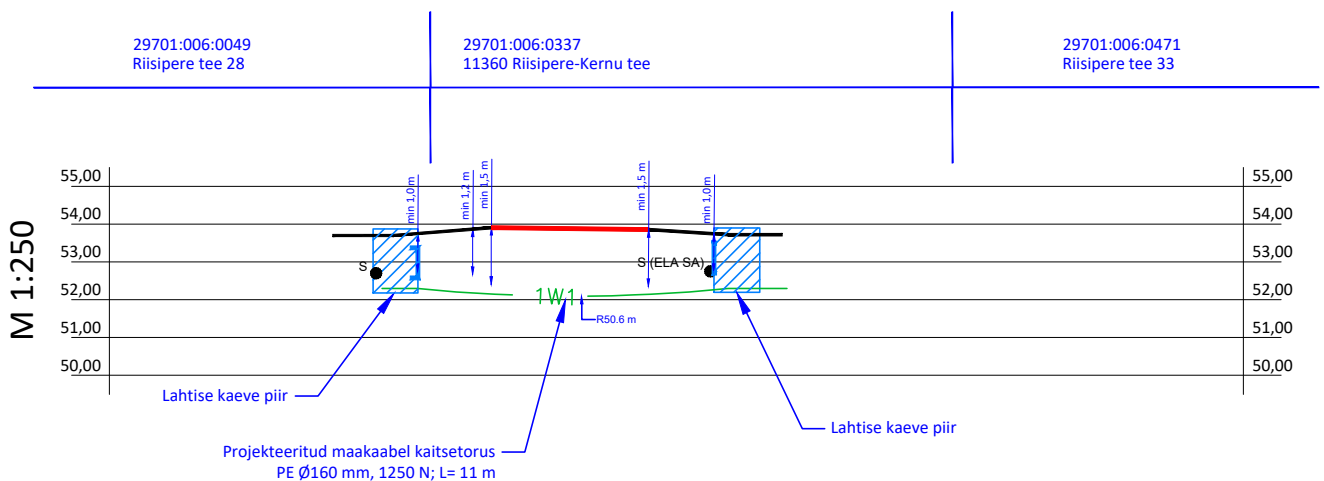 29701:006:0049
Riisipere tee 28
29701:006:0337
11360 Riisipere-Kernu tee
29701:006:0471
Riisipere tee 33
M 1:250
55,00
54,00
53,00
52,00
51,00
50,00
min 1,0 m
min 1,2 m
min 1,5 m
min 1,5 m
min 1,0 m
55,00
54,00
53,00
52,00
51,00
50,00
S
S (ELA SA)
1W1
R50.6 m
Lahtise kaeve piir
Lahtise kaeve piir
Projekteeritud maakaabel kaitsetorus
PE Ø160 mm, 1250 N; L= 11 m